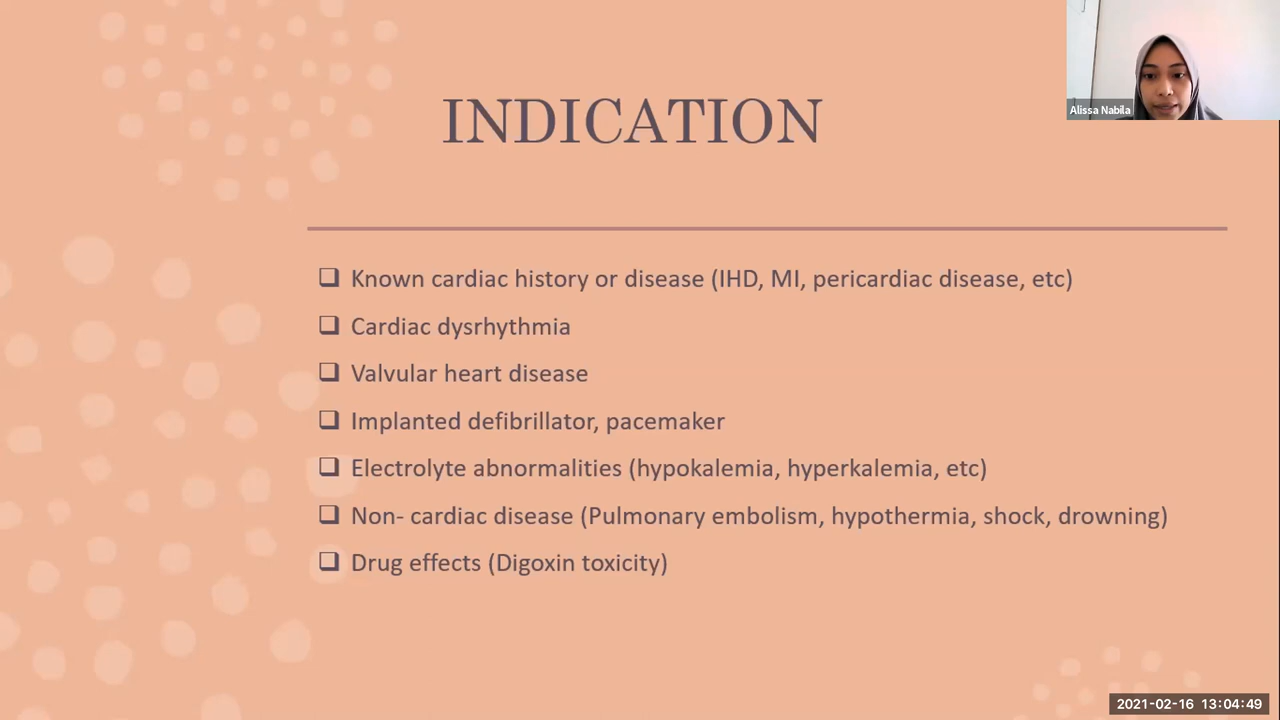 Alissa Nabila
INDICATION
❑ Known cardiac history or disease (IHD, MI, pericardiac disease, etc)
❑ Cardiac dysrhythmia
❑ Valvular heart disease
❑ Implanted defibrillator, pacemaker
❑ Electrolyte abnormalities (hypokalemia, hyperkalemia, etc)
❑ Non- cardiac disease (Pulmonary embolism, hypothermia, shock, drowning)
❑ Drug effects (Digoxin toxicity)
2021-02-16 13:04:49